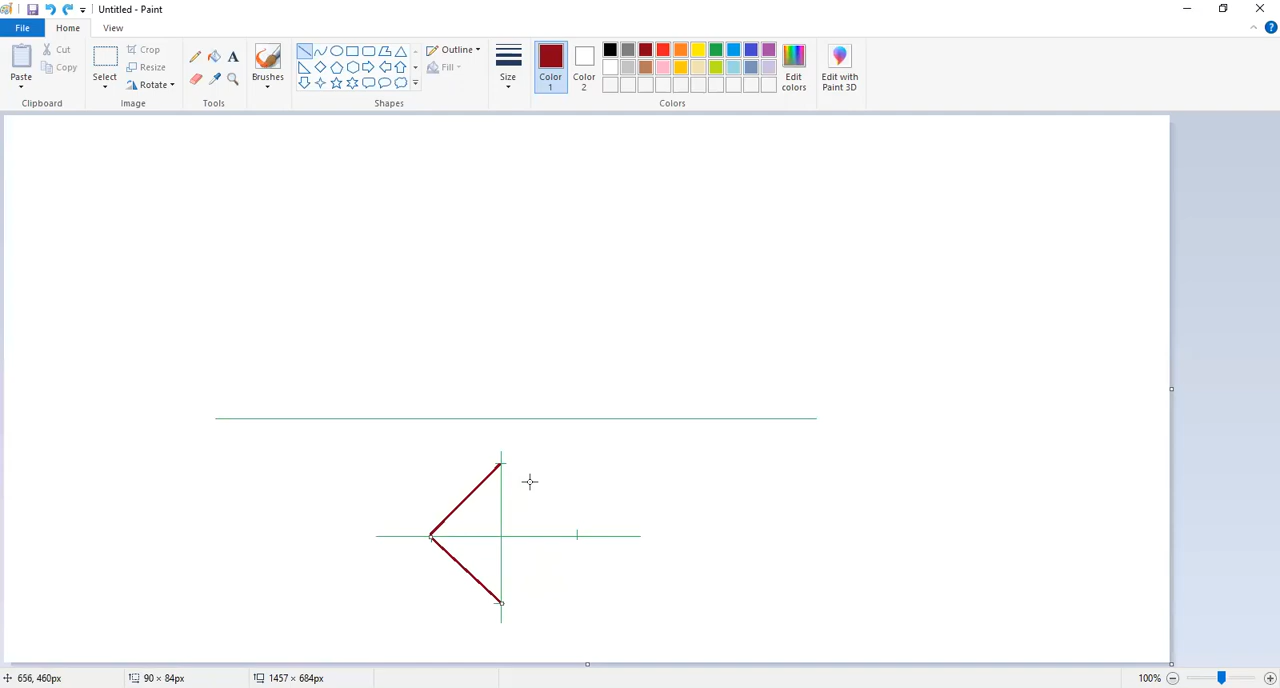 Untitled - Paint
File Home View
Paste
Cut
Copy
Clipboard
Select
Crop
Resize
Rotate
Image
A
Tools
Brushes
Shapes
Outline
Fill
Size
Color 1
Color 2
Edit colors
Colors
Edit with Paint 3D
656, 460px
90 × 84px
1457 × 684px
100%